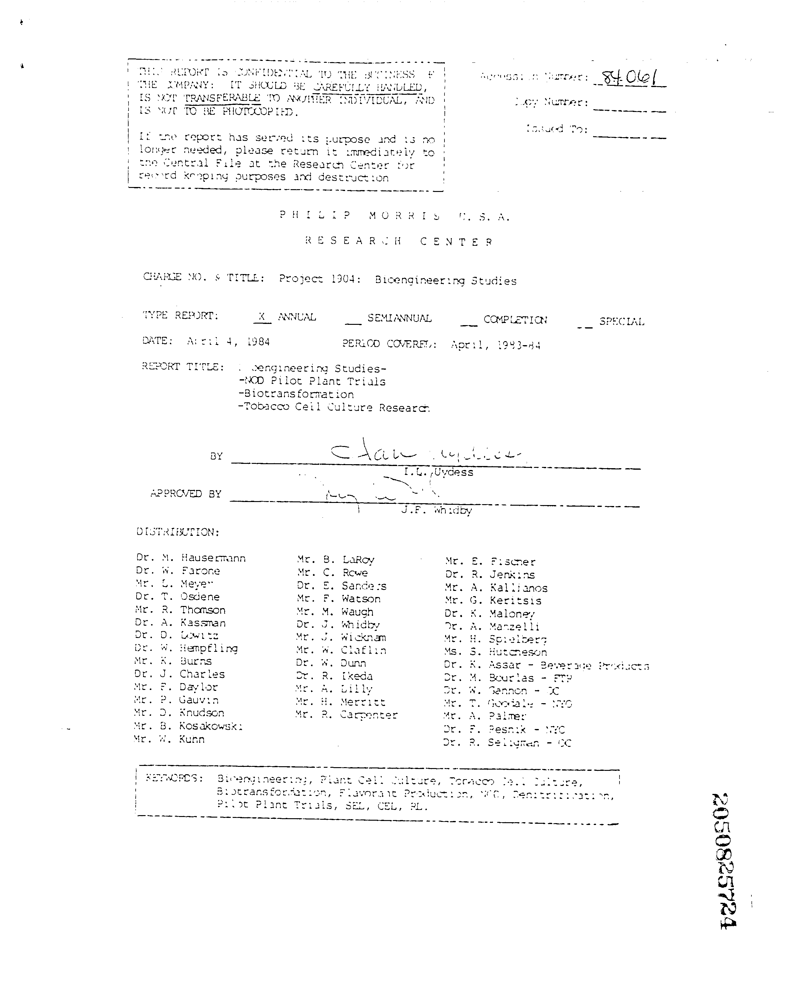 THIS REPORT IS CONFIDENTIAL TO THE BUSINESS OF
THE COMPANY: IT SHOULD BE CAREFULLY HANDLED,
IS NOT TRANSFERABLE TO ANOTHER INDIVIDUAL, AND
IS NOT TO BE PHOTOCOPIED.
If the report has served its purpose and is no
longer needed, please return it immediately to
the Central File at the Research Center for
record keeping purposes and destruction
Accession Number: 84.061
Copy Number:
Issued To:
PHILIP MORRIS U.S.A.
RESEARCH CENTER
CHARGE NO. & TITLE: Project 1904: Bioengineering Studies
TYPE REPORT: X ANNUAL __ SEMIANNUAL __ COMPLETION __ SPECIAL
DATE: April 4, 1984 PERIOD COVERED: April, 1983-84
REPORT TITLE: Bioengineering Studies-
-NOD Pilot Plant Trials
-Biotransformation
-Tobacco Cell Culture Research
BY
I.L. Uydess
APPROVED BY
J.F. Whidby
DISTRIBUTION:
Dr. M. Hausermann
Dr. W. Farone
Mr. L. Meyer
Dr. T. Osdene
Mr. R. Thomson
Dr. A. Kassman
Dr. D. Lowitz
Dr. W. Hempfling
Mr. K. Burns
Dr. J. Charles
Mr. F. Daylor
Mr. P. Gauvin
Mr. D. Knudson
Mr. B. Kosakowski
Mr. W. Kunn
Mr. B. LaRoy
Mr. C. Rowe
Dr. E. Sanders
Mr. F. Watson
Mr. M. Waugh
Dr. J. Whidby
Mr. J. Wickham
Mr. W. Claflin
Dr. W. Dunn
Dr. R. Ikeda
Mr. A. Lilly
Mr. H. Merritt
Mr. R. Carpenter
Mr. E. Fischer
Dr. R. Jenkins
Mr. A. Kallianos
Mr. G. Keritsis
Dr. K. Maloney
Dr. A. Manzelli
Mr. H. Spielberg
Ms. S. Hutcheson
Dr. K. Assar - Beverage Products
Dr. M. Bourlas - FTR
Dr. W. Gannon - OC
Mr. T. Goodale - NYO
Mr. A. Palmer
Dr. F. Resnik - NYC
Dr. R. Seligman - OC
KEYWORDS: Bioengineering, Plant Cell Culture, Tobacco Cell Culture,
Biotransformation, Flavorant Production, NOD, Denitrification,
Pilot Plant Trials, SEL, CEL, RL.
2050825724